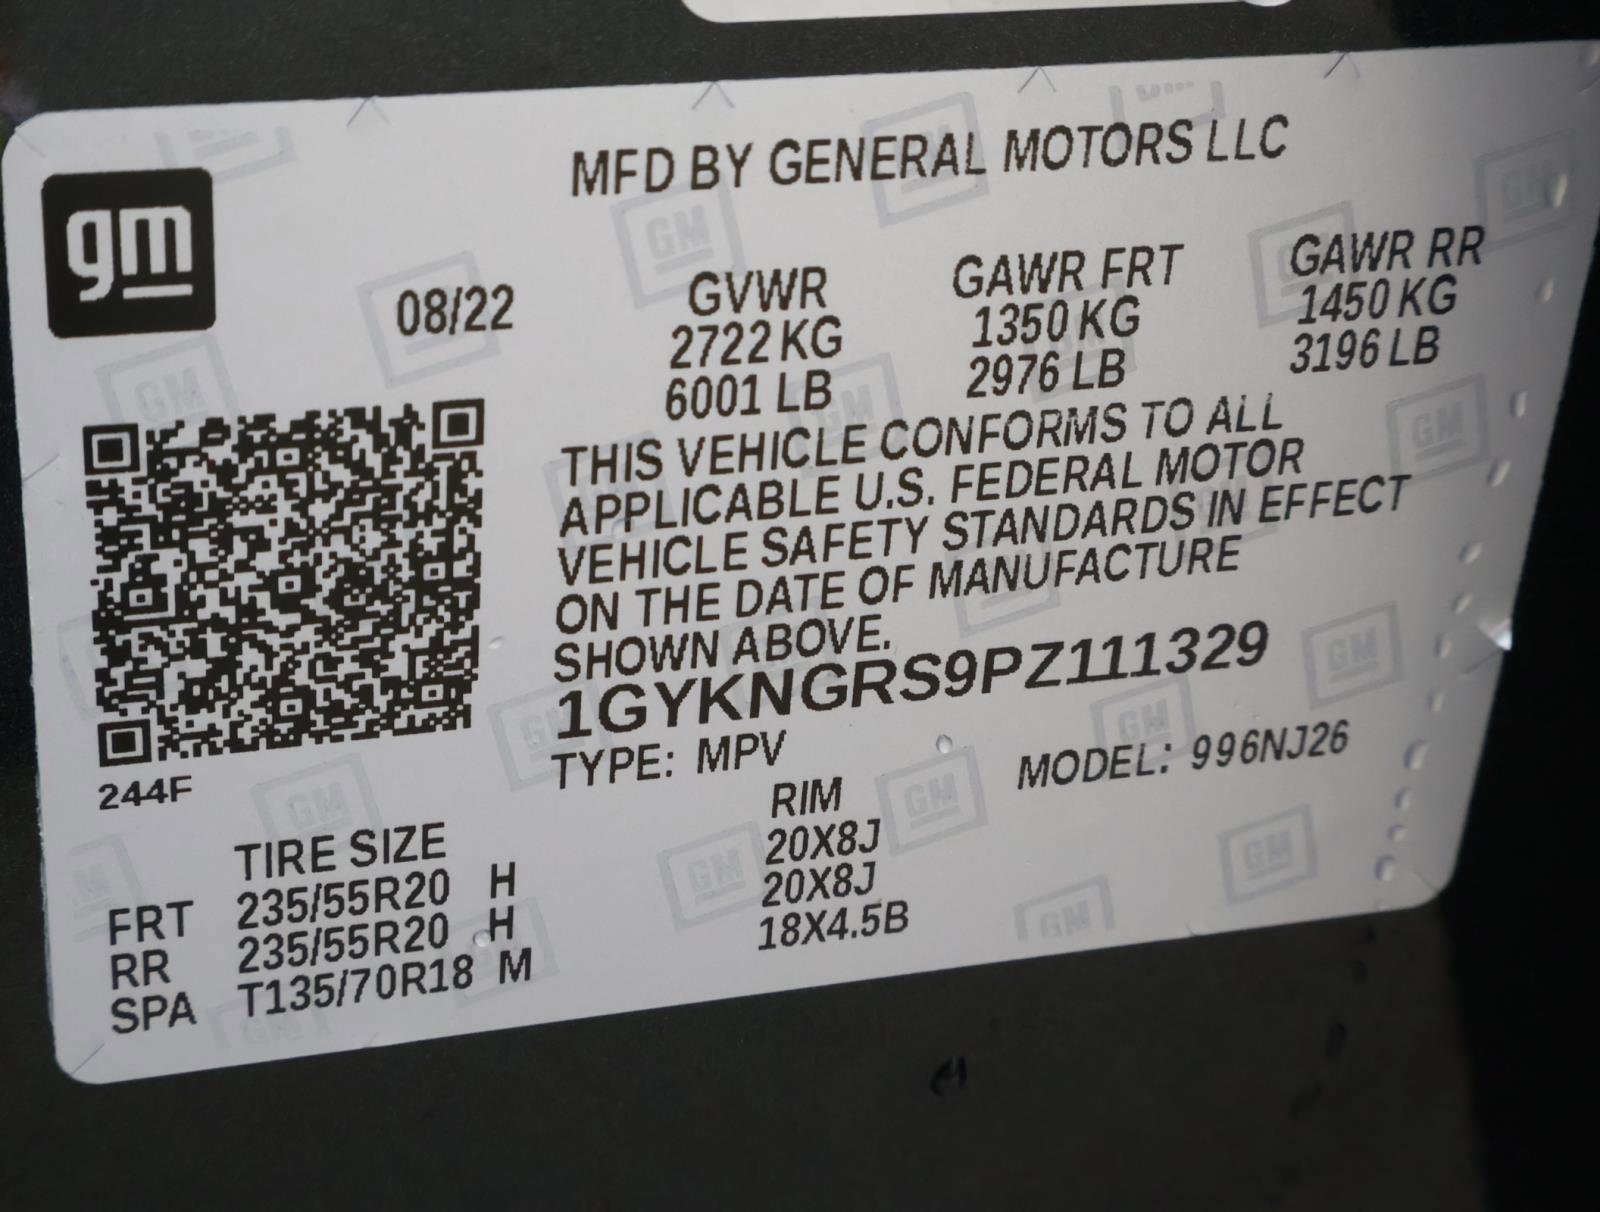 gm
MFD BY GENERAL MOTORS LLC
08/22
GVWR GAWR FRT GAWR RR
2722 KG 1350 KG 1450 KG
6001 LB 2976 LB 3196 LB
THIS VEHICLE CONFORMS TO ALL
APPLICABLE U.S. FEDERAL MOTOR
VEHICLE SAFETY STANDARDS IN EFFECT
ON THE DATE OF MANUFACTURE
SHOWN ABOVE.
1GYKNGRS9PZ111329
TYPE: MPV MODEL: 996NJ26
244F
TIRE SIZE RIM
FRT 235/55R20 H 20X8J
RR 235/55R20 H 20X8J
SPA T135/70R18 M 18X4.5B